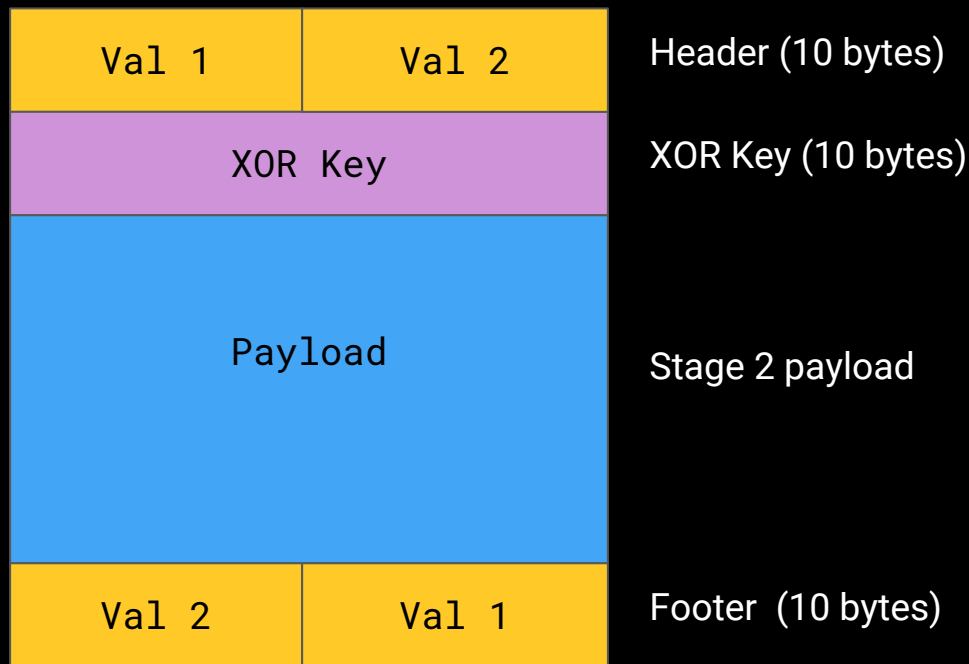 Val 1 Val 2 Header (10 bytes)
XOR Key XOR Key (10 bytes)
Payload Stage 2 payload
Val 2 Val 1 Footer (10 bytes)